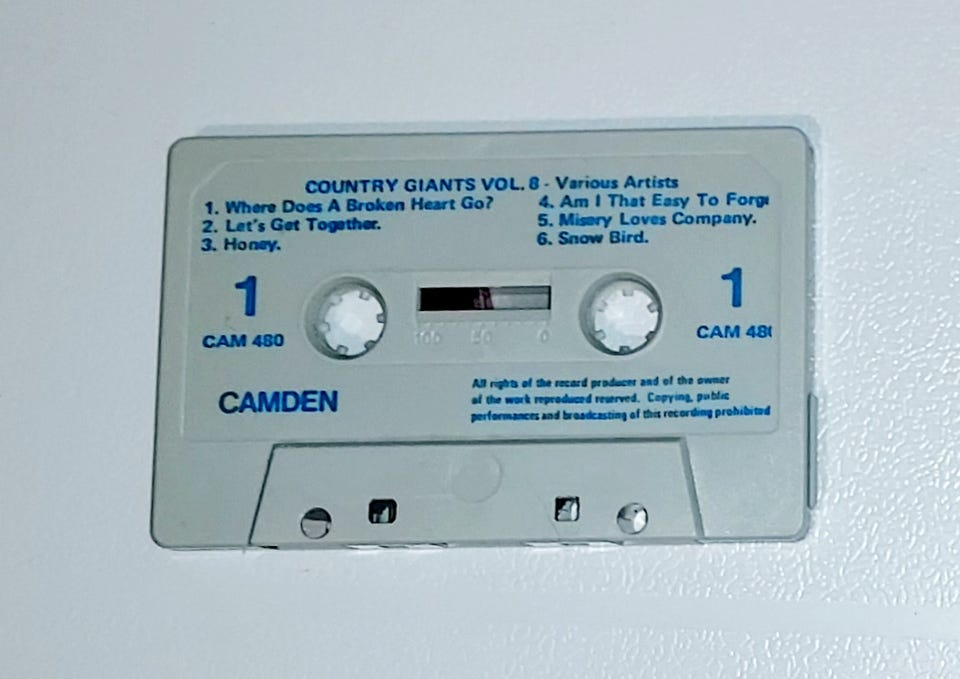 COUNTRY GIANTS VOL. 8 - Various Artists
1. Where Does A Broken Heart Go?
2. Let's Get Together.
3. Honey.
4. Am I That Easy To Forg
5. Misery Loves Company.
6. Snow Bird.
1
CAM 480
1
CAM 480
100 50 0
CAMDEN
All rights of the record producer and of the owner
of the work reproduced reserved. Copying, public
performances and broadcasting of this recording prohibited